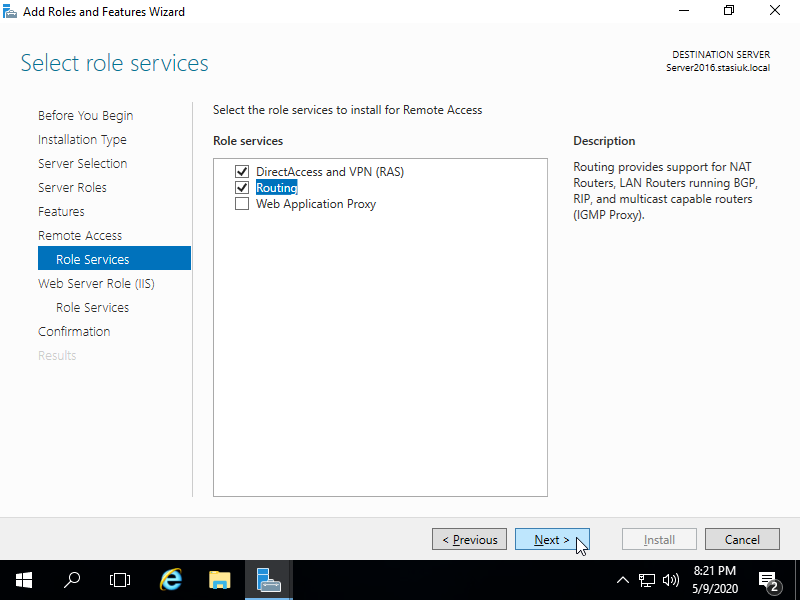 Add Roles and Features Wizard
Select role services
DESTINATION SERVER
Server2016.stasiuk.local
Before You Begin
Installation Type
Server Selection
Server Roles
Features
Remote Access
Role Services
Web Server Role (IIS)
Role Services
Confirmation
Results
Select the role services to install for Remote Access
Role services
DirectAccess and VPN (RAS)
Routing
Web Application Proxy
Description
Routing provides support for NAT
Routers, LAN Routers running BGP,
RIP, and multicast capable routers
(IGMP Proxy).
< Previous
Next >
Install
Cancel
8:21 PM
5/9/2020
2